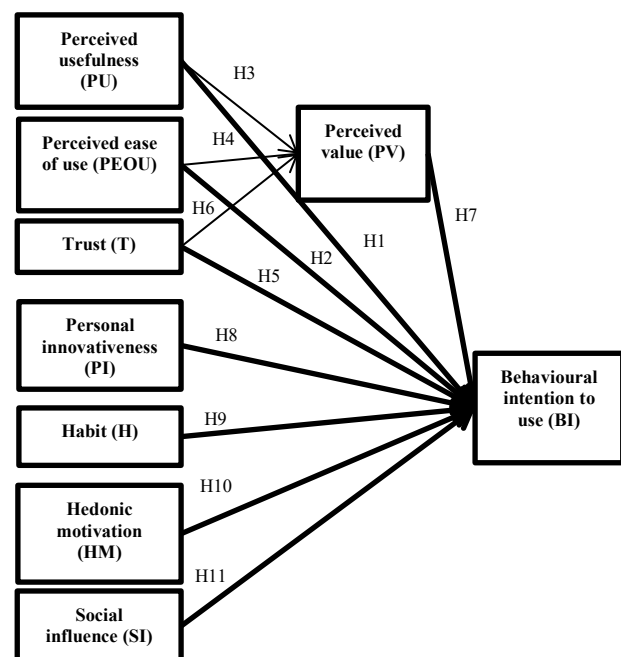 Perceived
usefulness
(PU)
H3
Perceived ease
of use (PEOU)
H4
Perceived
value (PV)
H6
Trust (T)
H7
H1
H2
H5
Personal
innovativeness
(PI)
H8
Behavioural
intention to
use (BI)
Habit (H)
H9
Hedonic
motivation
(HM)
H10
H11
Social
influence (SI)